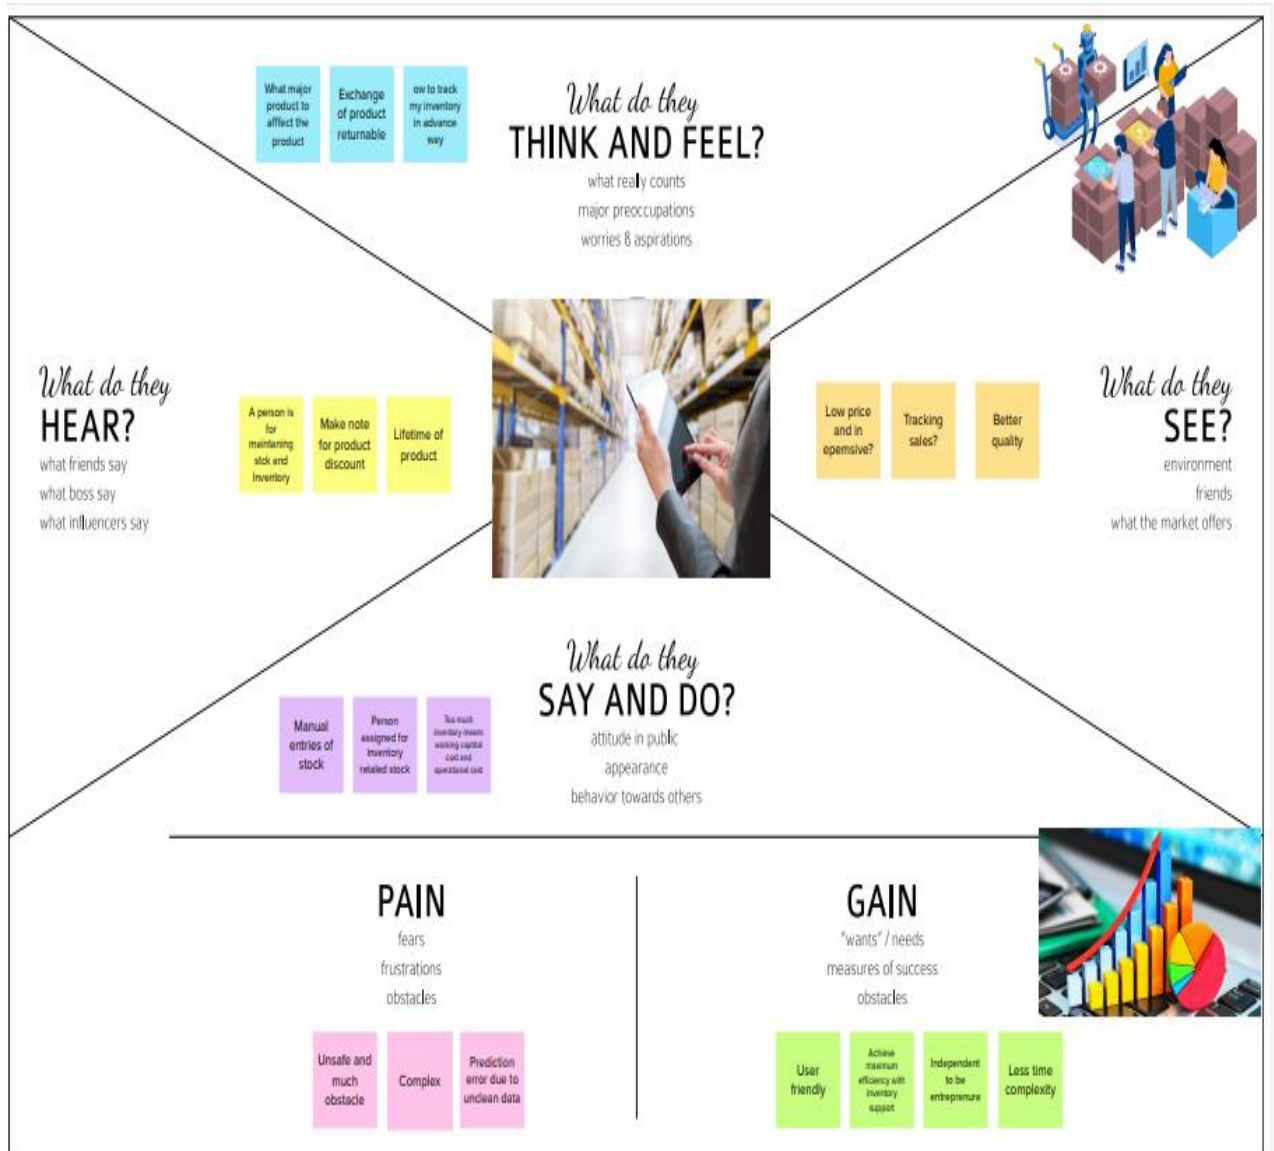 What major
product to
afffect the
product
Exchange
of product
returnable
ow to track
my inventory
in advance
way
What do they
THINK AND FEEL?
what really counts
major preoccupations
worries & aspirations
What do they
HEAR?
what friends say
what boss say
what influencers say
A person is
for
maintaning
stck and
Inventory
Make note
for product
discount
Lifetime of
product
Low price
and in
epemsive?
Tracking
sales?
Better
quality
What do they
SEE?
environment
friends
what the market offers
Manual
entries of
stock
Person
assigned for
Inventory
retaled stock
Too much
inventory means
working capital
cost and
operational cost
What do they
SAY AND DO?
attitude in public
appearance
behavior towards others
PAIN
fears
frustrations
obstacles
Unsafe and
much
obstacle
Complex
Prediction
error due to
unclean data
GAIN
"wants" / needs
measures of success
obstacles
User
friendly
Achieve
maximum
efficiency with
inventory
support
Independent
to be
entreprenure
Less time
complexity